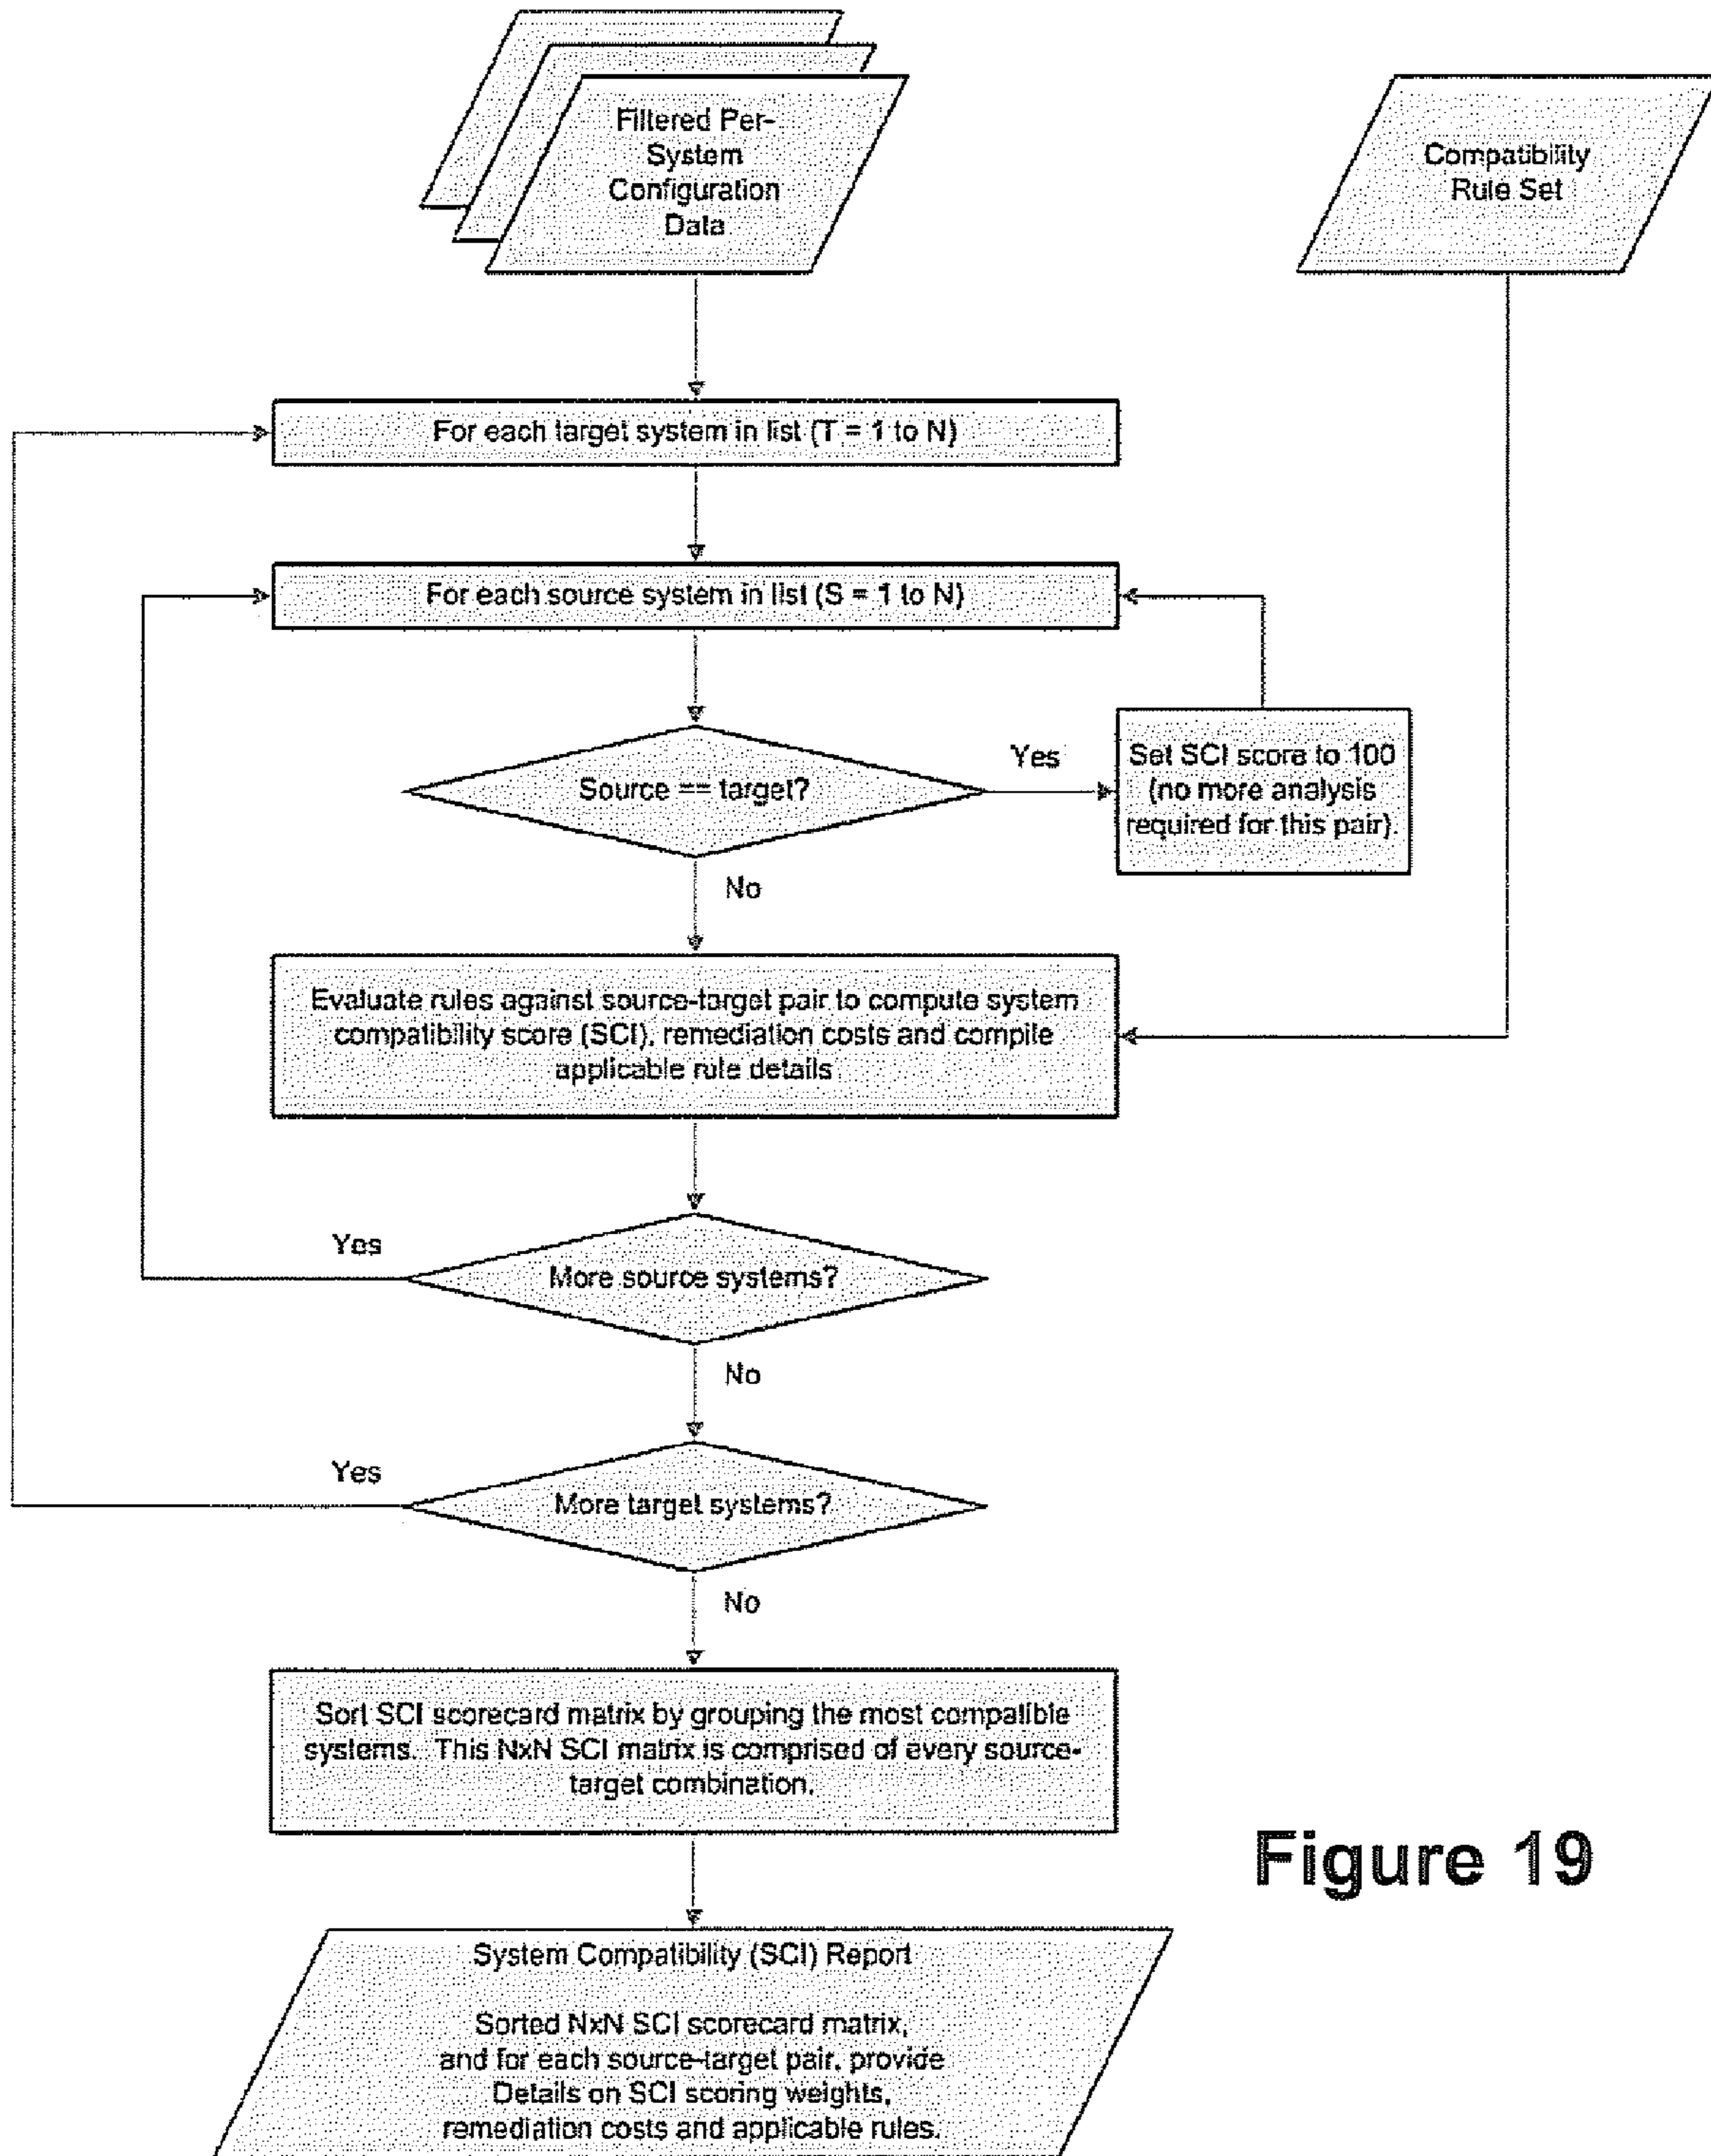 Filtered Per-
System
Configuration
Data
Compatibility
Rule Set
For each target system in list (T = 1 to N)
For each source system in list (S = 1 to N)
Source == target?
Yes
Set SCI score to 100
(no more analysis
required for this pair).
No
Evaluate rules against source-target pair to compute system
compatibility score (SCI), remediation costs and compile
applicable rule details
More source systems?
Yes
No
More target systems?
Yes
No
Sort SCI scorecard matrix by grouping the most compatible
systems. This NxN SCI matrix is comprised of every source-
target combination.
Figure 19
System Compatibility (SCI) Report
Sorted NxN SCI scorecard matrix,
and for each source-target pair, provide
Details on SCI scoring weights,
remediation costs and applicable rules.